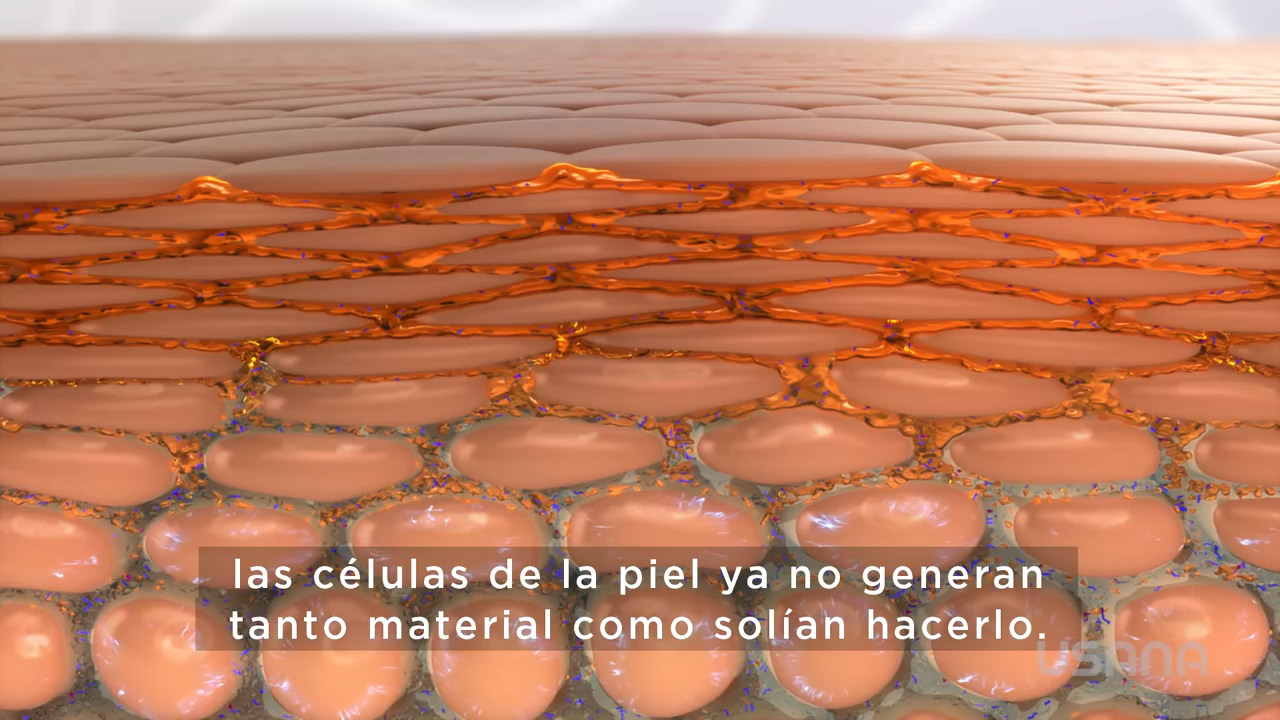 las células de la piel ya no generan
tanto material como solían hacerlo.
USANA